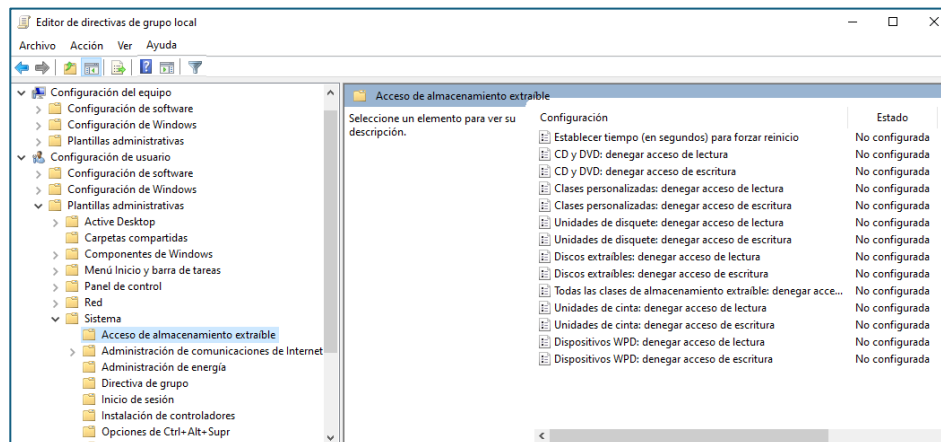 Editor de directivas de grupo local
Archivo Acción Ver Ayuda
Configuración del equipo
Configuración de software
Configuración de Windows
Plantillas administrativas
Configuración de usuario
Configuración de software
Configuración de Windows
Plantillas administrativas
Active Desktop
Carpetas compartidas
Componentes de Windows
Menú Inicio y barra de tareas
Panel de control
Red
Sistema
Acceso de almacenamiento extraíble
Administración de comunicaciones de Internet
Administración de energía
Directiva de grupo
Inicio de sesión
Instalación de controladores
Opciones de Ctrl+Alt+Supr
Acceso de almacenamiento extraíble
Seleccione un elemento para ver su
descripción.
Configuración Estado
Establecer tiempo (en segundos) para forzar reinicio No configurada
CD y DVD: denegar acceso de lectura No configurada
CD y DVD: denegar acceso de escritura No configurada
Clases personalizadas: denegar acceso de lectura No configurada
Clases personalizadas: denegar acceso de escritura No configurada
Unidades de disquete: denegar acceso de lectura No configurada
Unidades de disquete: denegar acceso de escritura No configurada
Discos extraíbles: denegar acceso de lectura No configurada
Discos extraíbles: denegar acceso de escritura No configurada
Todas las clases de almacenamiento extraíble: denegar acce... No configurada
Unidades de cinta: denegar acceso de lectura No configurada
Unidades de cinta: denegar acceso de escritura No configurada
Dispositivos WPD: denegar acceso de lectura No configurada
Dispositivos WPD: denegar acceso de escritura No configurada